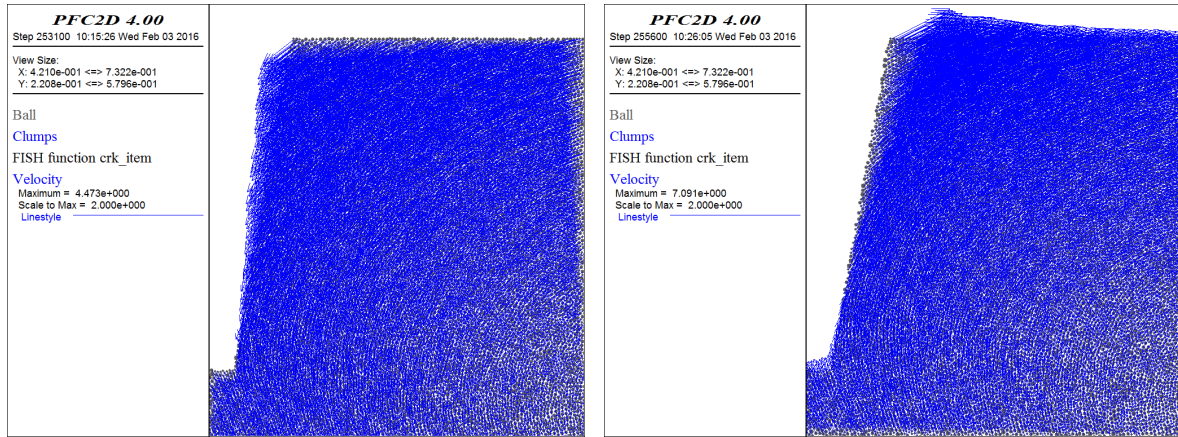 PFC2D 4.00
Step 253100 10:15:26 Wed Feb 03 2016
View Size:
X: 4.210e-001 <=> 7.322e-001
Y: 2.208e-001 <=> 5.796e-001
Ball
Clumps
FISH function crk_item
Velocity
Maximum = 4.473e+000
Scale to Max = 2.000e+000
Linestyle
PFC2D 4.00
Step 255600 10:26:05 Wed Feb 03 2016
View Size:
X: 4.210e-001 <=> 7.322e-001
Y: 2.208e-001 <=> 5.796e-001
Ball
Clumps
FISH function crk_item
Velocity
Maximum = 7.091e+000
Scale to Max = 2.000e+000
Linestyle